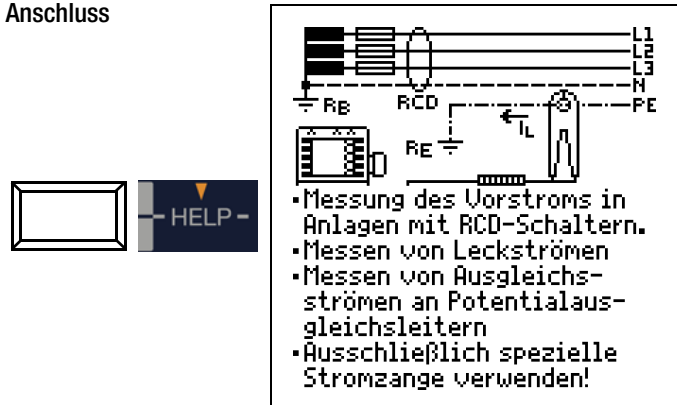 Anschluss
L1
L2
L3
N
RB
RCD
PE
IL
RE
HELP
▪Messung des Vorstroms in
Anlagen mit RCD-Schaltern.
▪Messen von Leckströmen
▪Messen von Ausgleichs-
strömen an Potentialaus-
gleichsleitern
▪Ausschließlich spezielle
Stromzange verwenden!